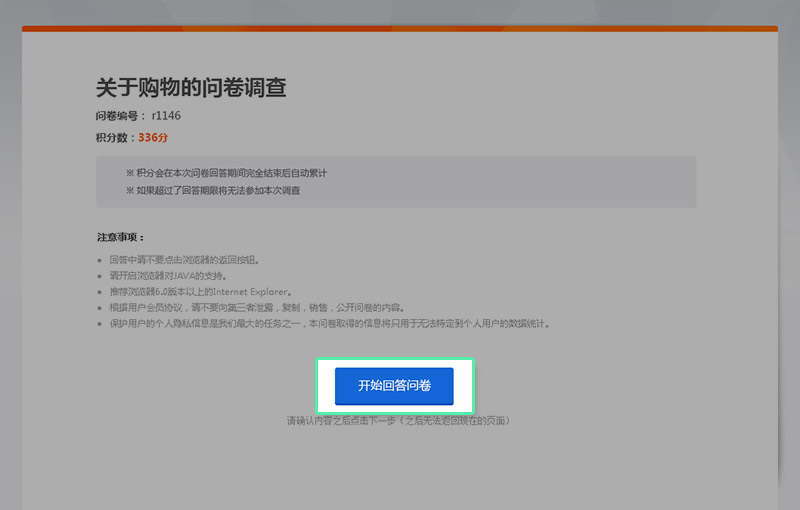 关于购物的问卷调查
问卷编号： r1146
积分数：336分
※ 积分会在本次问卷回答期间完全结束后自动累计
※ 如果超过了回答期限将无法参加本次调查
注意事项：
• 回答中请不要点击浏览器的返回按钮。
• 请开启浏览器对JAVA的支持。
• 推荐浏览器6.0版本以上的Internet Explorer。
• 根据用户会员协议，请不要向第三者泄露，复制，销售，公开问卷的内容。
• 保护用户的个人隐私信息是我们最大的任务之一，本问卷取得的信息将只用于无法特定到个人用户的数据统计。
开始回答问卷
请确认内容之后点击下一步（之后无法返回现在的页面）